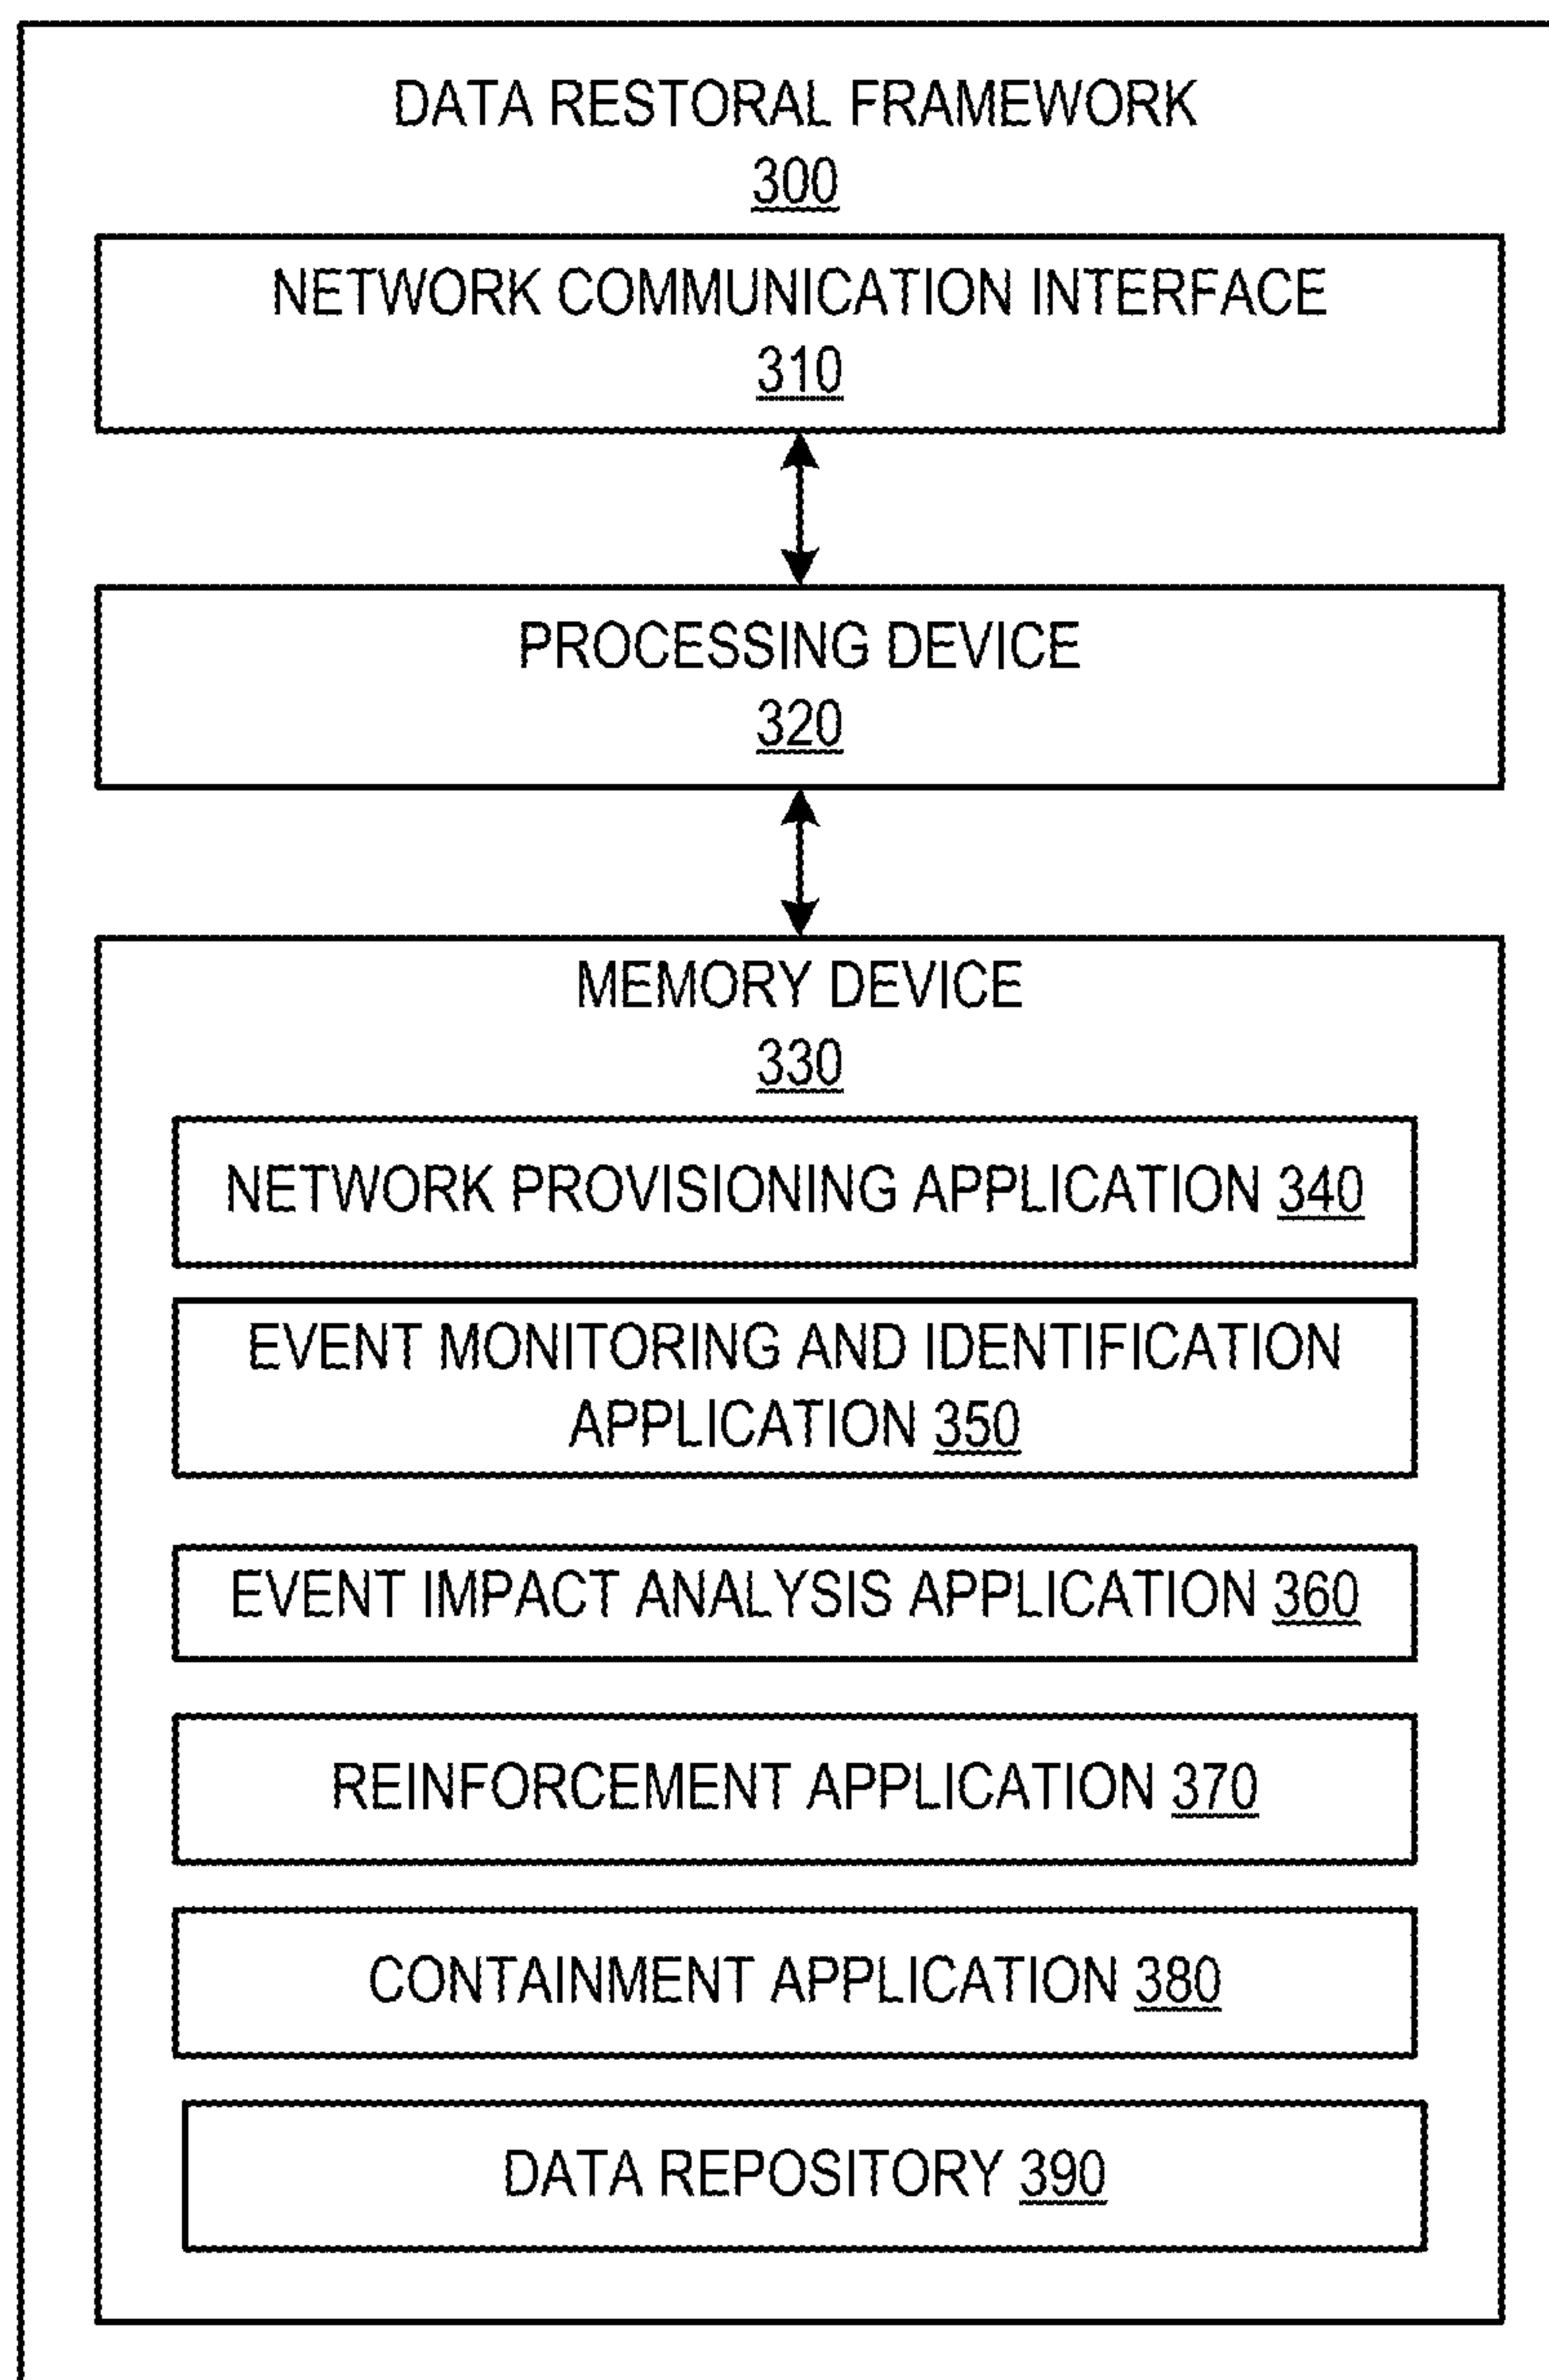 DATA RESTORAL FRAMEWORK
300
NETWORK COMMUNICATION INTERFACE
310
PROCESSING DEVICE
320
MEMORY DEVICE
330
NETWORK PROVISIONING APPLICATION 340
EVENT MONITORING AND IDENTIFICATION
APPLICATION 350
EVENT IMPACT ANALYSIS APPLICATION 360
REINFORCEMENT APPLICATION 370
CONTAINMENT APPLICATION 380
DATA REPOSITORY 390